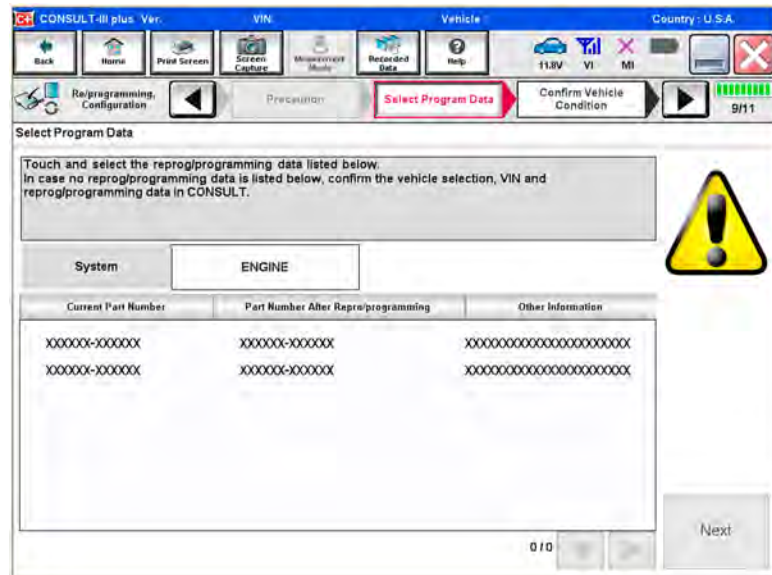 C+ CONSULT-III plus Ver. VIN Vehicle : Country : U.S.A.
Back Home Print Screen Screen Capture Measurement Mode Recorded Data Help 11.8V VI MI
Re/programming, Configuration Precaution Select Program Data Confirm Vehicle Condition 9/11
Select Program Data
Touch and select the reprog/programming data listed below.
In case no reprog/programming data is listed below, confirm the vehicle selection, VIN and
reprog/programming data in CONSULT.
System ENGINE
Current Part Number Part Number After Repro/programming Other Information
XXXXXX-XXXXXX XXXXXX-XXXXXX XXXXXXXXXXXXXXXXXXXXXXX
XXXXXX-XXXXXX XXXXXX-XXXXXX XXXXXXXXXXXXXXXXXXXXXXX
Next
0/0